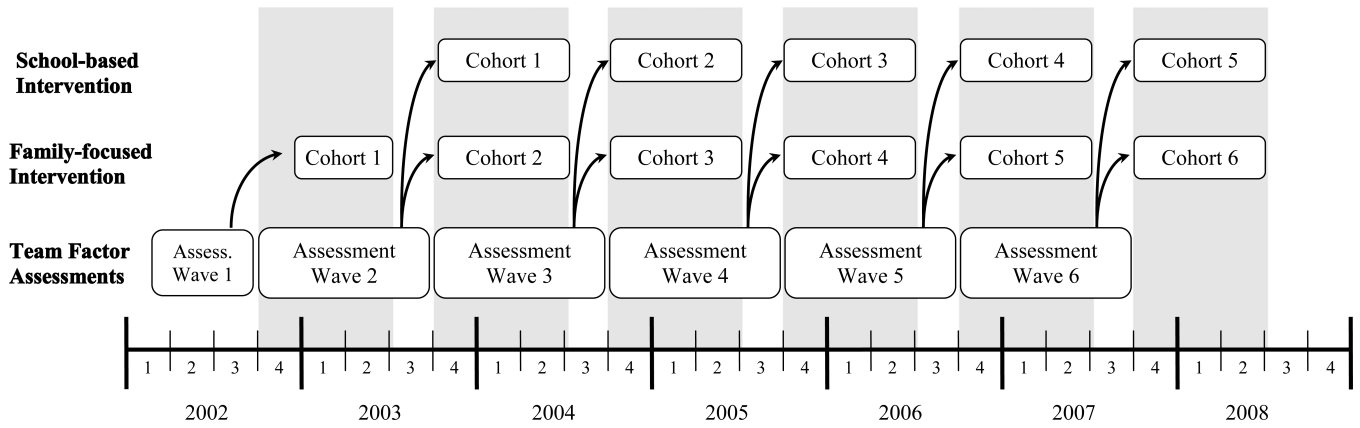 School-based
Intervention
Cohort 1
Cohort 2
Cohort 3
Cohort 4
Cohort 5
Family-focused
Intervention
Cohort 1
Cohort 2
Cohort 3
Cohort 4
Cohort 5
Cohort 6
Team Factor
Assessments
Assess.
Wave 1
Assessment
Wave 2
Assessment
Wave 3
Assessment
Wave 4
Assessment
Wave 5
Assessment
Wave 6
1 2 3 4 1 2 3 4 1 2 3 4 1 2 3 4 1 2 3 4 1 2 3 4 1 2 3 4
2002 2003 2004 2005 2006 2007 2008